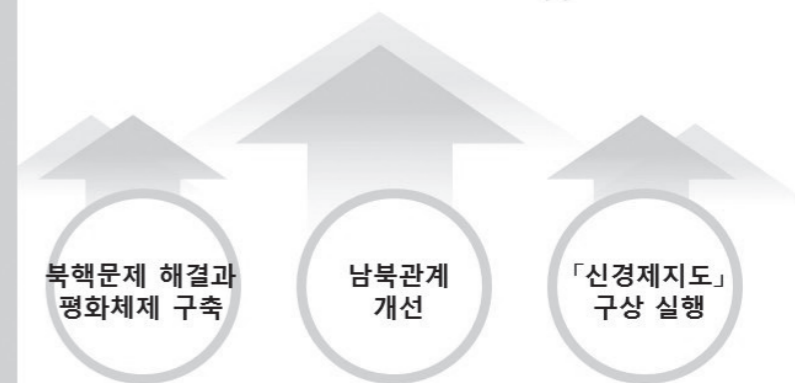 북핵문제 해결과
평화체제 구축
남북관계
개선
「신경제지도」
구상 실행